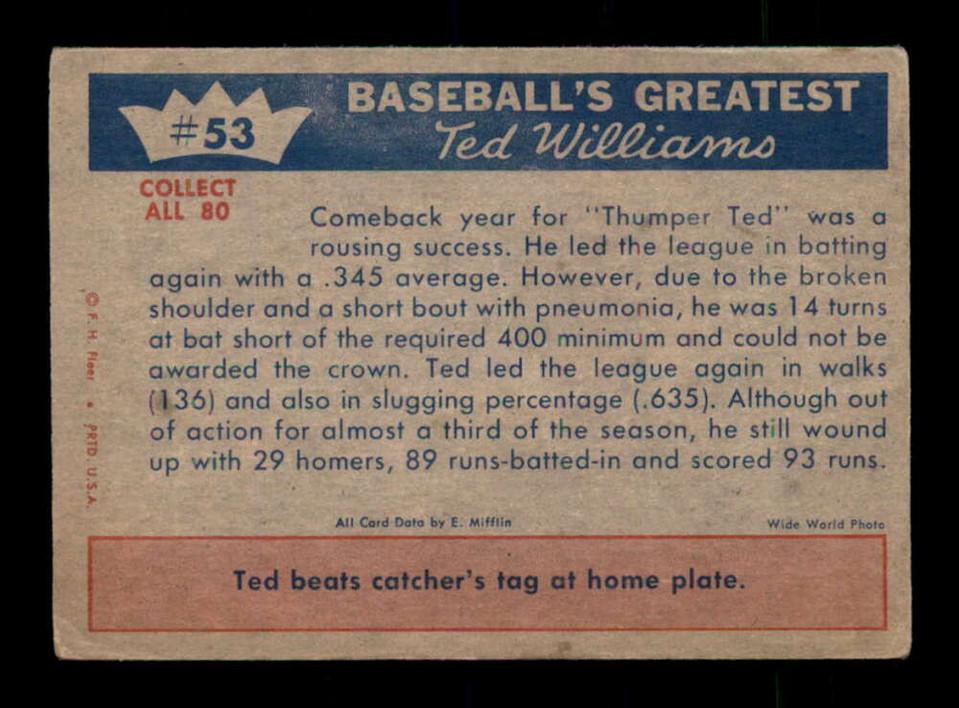 #53
BASEBALL'S GREATEST
Ted Williams
COLLECT
ALL 80
Comeback year for "Thumper Ted" was a
rousing success. He led the league in batting
again with a .345 average. However, due to the broken
shoulder and a short bout with pneumonia, he was 14 turns
at bat short of the required 400 minimum and could not be
awarded the crown. Ted led the league again in walks
(136) and also in slugging percentage (.635). Although out
of action for almost a third of the season, he still wound
up with 29 homers, 89 runs-batted-in and scored 93 runs.
© F. H. Fleer • PRTD. U.S.A.
All Card Data by E. Mifflin
Wide World Photo
Ted beats catcher's tag at home plate.